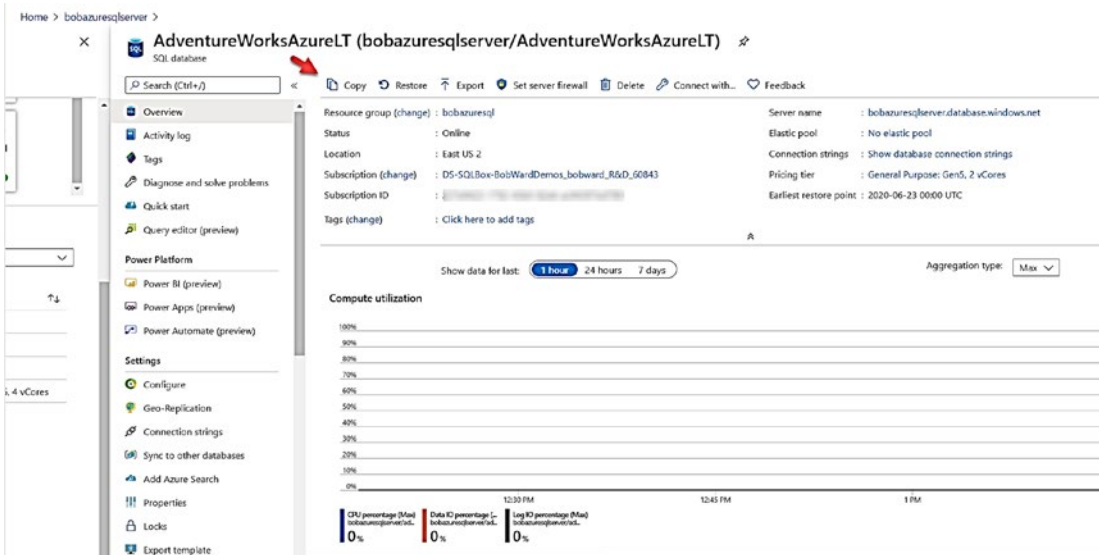 Home > bobazuresqlserver >
AdventureWorksAzureLT (bobazuresqlserver/AdventureWorksAzureLT)
SQL database
Search (Ctrl+/)
Copy Restore Export Set server firewall Delete Connect with... Feedback
Overview
Activity log
Tags
Diagnose and solve problems
Quick start
Query editor (preview)
Power Platform
Power BI (preview)
Power Apps (preview)
Power Automate (preview)
Settings
Configure
Geo-Replication
Connection strings
Sync to other databases
Add Azure Search
Properties
Locks
Export template
Resource group (change) : bobazuresql
Status : Online
Location : East US 2
Subscription (change) : DS-SQLBox-BobWardDemos_bobward_R&D_60843
Subscription ID :
Tags (change) : Click here to add tags
Server name : bobazuresqlserver.database.windows.net
Elastic pool : No elastic pool
Connection strings : Show database connection strings
Pricing tier : General Purpose: Gen5, 2 vCores
Earliest restore point : 2020-06-23 00:00 UTC
Show data for last: 1 hour 24 hours 7 days
Aggregation type: Max
Compute utilization
100%
90%
80%
70%
60%
50%
40%
30%
20%
10%
0%
12:30 PM 12:45 PM 1 PM
CPU percentage (Max)
bobazuresqlserver/ad...
0%
Data IO percentage (...
bobazuresqlserver/ad...
0%
Log IO percentage (Max)
bobazuresqlserver/ad...
0%
, 4 vCores